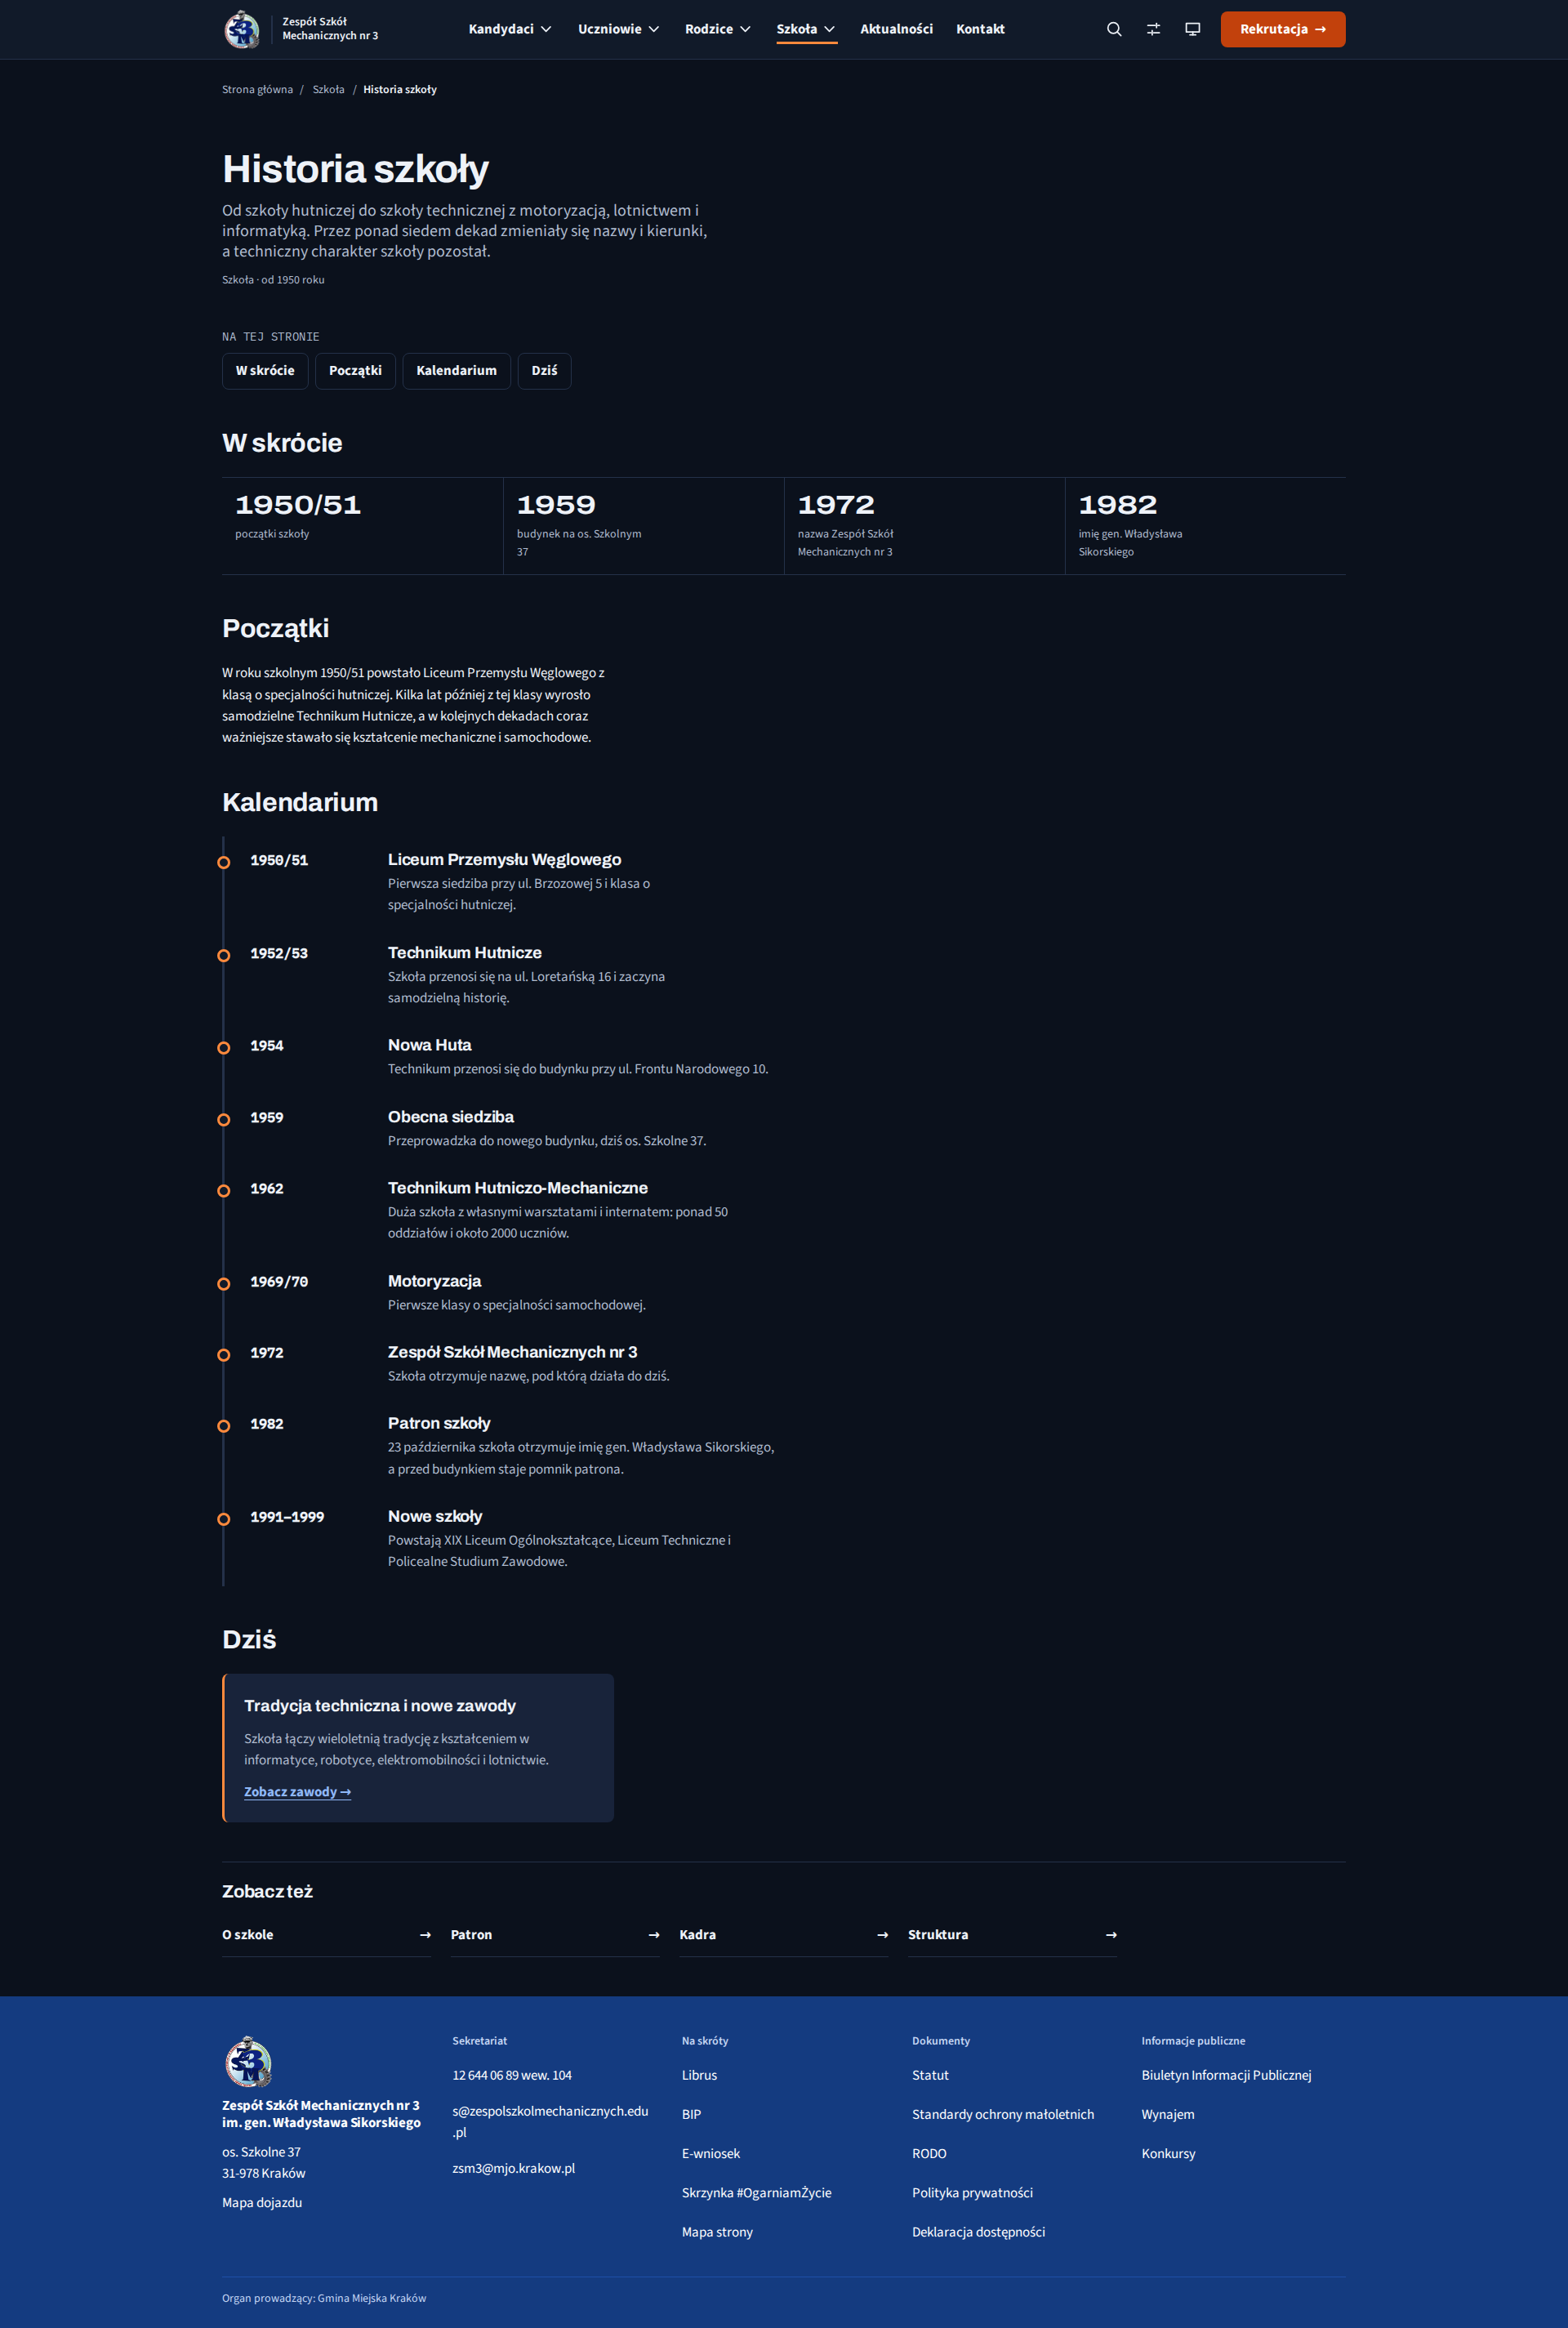 Zespół Szkół
Mechanicznych nr 3
Kandydaci
Uczniowie
Rodzice
Szkoła
Aktualności
Kontakt
Rekrutacja →
Strona główna / Szkoła / Historia szkoły
Historia szkoły
Od szkoły hutniczej do szkoły technicznej z motoryzacją, lotnictwem i
informatyką. Przez ponad siedem dekad zmieniały się nazwy i kierunki,
a techniczny charakter szkoły pozostał.
Szkoła · od 1950 roku
NA TEJ STRONIE
W skrócie
Początki
Kalendarium
Dziś
W skrócie
1950/51
początki szkoły
1959
budynek na os. Szkolnym
37
1972
nazwa Zespół Szkół
Mechanicznych nr 3
1982
imię gen. Władysława
Sikorskiego
Początki
W roku szkolnym 1950/51 powstało Liceum Przemysłu Węglowego z
klasą o specjalności hutniczej. Kilka lat później z tej klasy wyrosło
samodzielne Technikum Hutnicze, a w kolejnych dekadach coraz
ważniejsze stawało się kształcenie mechaniczne i samochodowe.
Kalendarium
1950/51
Liceum Przemysłu Węglowego
Pierwsza siedziba przy ul. Brzozowej 5 i klasa o
specjalności hutniczej.
1952/53
Technikum Hutnicze
Szkoła przenosi się na ul. Loretańską 16 i zaczyna
samodzielną historię.
1954
Nowa Huta
Technikum przenosi się do budynku przy ul. Frontu Narodowego 10.
1959
Obecna siedziba
Przeprowadzka do nowego budynku, dziś os. Szkolne 37.
1962
Technikum Hutniczo-Mechaniczne
Duża szkoła z własnymi warsztatami i internatem: ponad 50
oddziałów i około 2000 uczniów.
1969/70
Motoryzacja
Pierwsze klasy o specjalności samochodowej.
1972
Zespół Szkół Mechanicznych nr 3
Szkoła otrzymuje nazwę, pod którą działa do dziś.
1982
Patron szkoły
23 października szkoła otrzymuje imię gen. Władysława Sikorskiego,
a przed budynkiem staje pomnik patrona.
1991–1999
Nowe szkoły
Powstają XIX Liceum Ogólnokształcące, Liceum Techniczne i
Policealne Studium Zawodowe.
Dziś
Tradycja techniczna i nowe zawody
Szkoła łączy wieloletnią tradycję z kształceniem w
informatyce, robotyce, elektromobilności i lotnictwie.
Zobacz zawody →
Zobacz też
O szkole →
Patron →
Kadra →
Struktura →
Zespół Szkół Mechanicznych nr 3
im. gen. Władysława Sikorskiego
os. Szkolne 37
31-978 Kraków
Mapa dojazdu
Sekretariat
12 644 06 89 wew. 104
s@zespolszkolmechanicznych.edu
.pl
zsm3@mjo.krakow.pl
Na skróty
Librus
BIP
E-wniosek
Skrzynka #OgarniamŻycie
Mapa strony
Dokumenty
Statut
Standardy ochrony małoletnich
RODO
Polityka prywatności
Deklaracja dostępności
Informacje publiczne
Biuletyn Informacji Publicznej
Wynajem
Konkursy
Organ prowadzący: Gmina Miejska Kraków